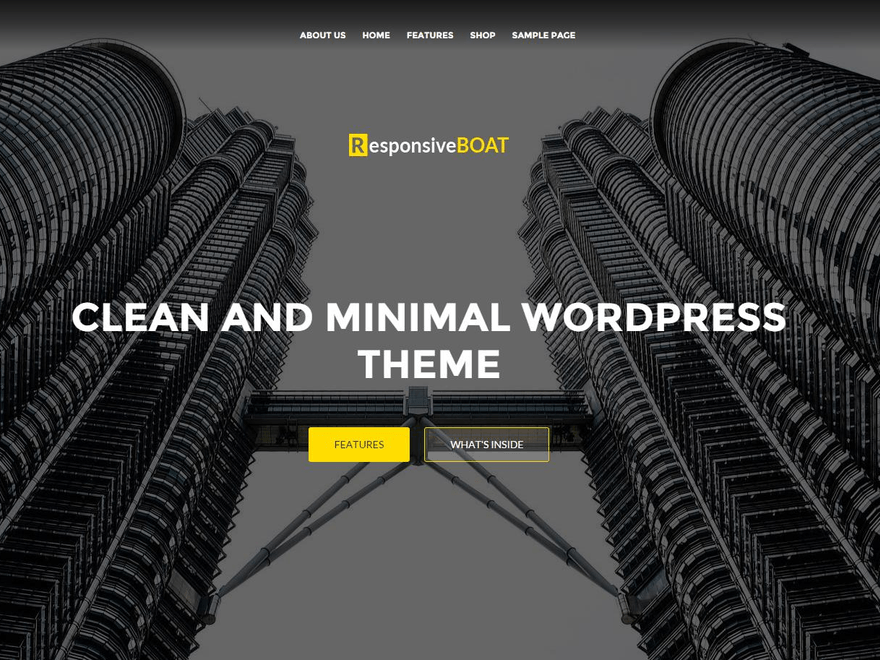 ABOUT US HOME FEATURES SHOP SAMPLE PAGE
ResponsiveBOAT
CLEAN AND MINIMAL WORDPRESS
THEME
FEATURES WHAT'S INSIDE